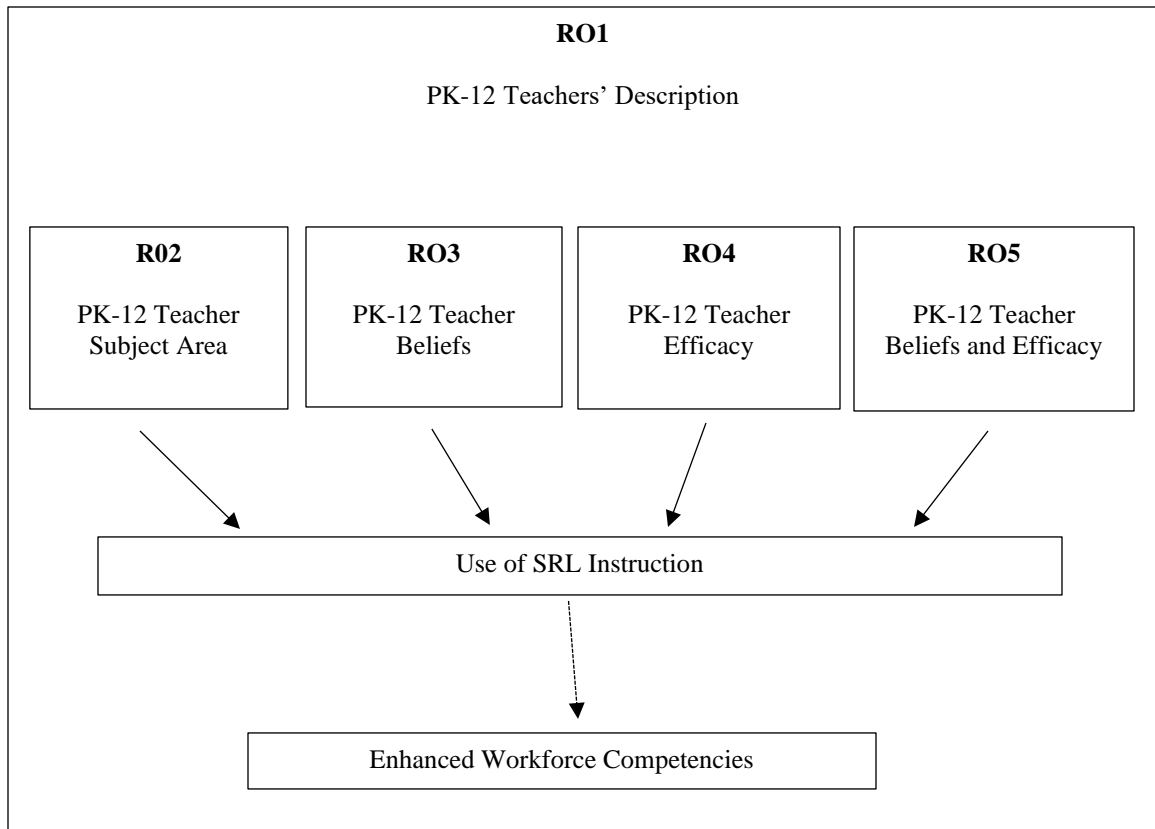 RO1
PK-12 Teachers’ Description
R02
PK-12 Teacher
Subject Area
RO3
PK-12 Teacher
Beliefs
RO4
PK-12 Teacher
Efficacy
RO5
PK-12 Teacher
Beliefs and Efficacy
Use of SRL Instruction
Enhanced Workforce Competencies